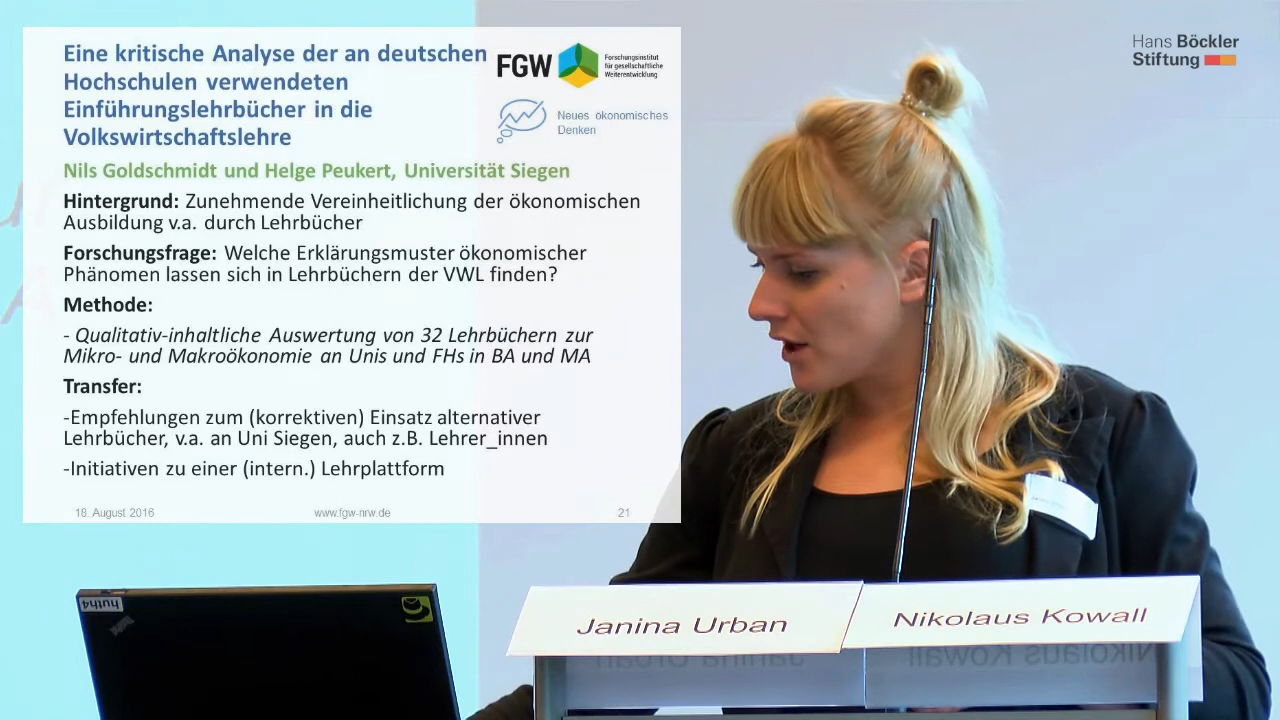 Eine kritische Analyse der an deutschen
Hochschulen verwendeten
Einführungslehrbücher in die
Volkswirtschaftslehre
FGW
Forschungsinstitut
für gesellschaftliche
Weiterentwicklung
Neues ökonomisches
Denken
Nils Goldschmidt und Helge Peukert, Universität Siegen
Hintergrund: Zunehmende Vereinheitlichung der ökonomischen
Ausbildung v.a. durch Lehrbücher
Forschungsfrage: Welche Erklärungsmuster ökonomischer
Phänomen lassen sich in Lehrbüchern der VWL finden?
Methode:
- Qualitativ-inhaltliche Auswertung von 32 Lehrbüchern zur
Mikro- und Makroökonomie an Unis und FHs in BA und MA
Transfer:
-Empfehlungen zum (korrektiven) Einsatz alternativer
Lehrbücher, v.a. an Uni Siegen, auch z.B. Lehrer_innen
-Initiativen zu einer (intern.) Lehrplattform
18. August 2016 www.fgw-nrw.de 21
Hans Böckler
Stiftung
huth4
Janina Urban
Nikolaus Kowall